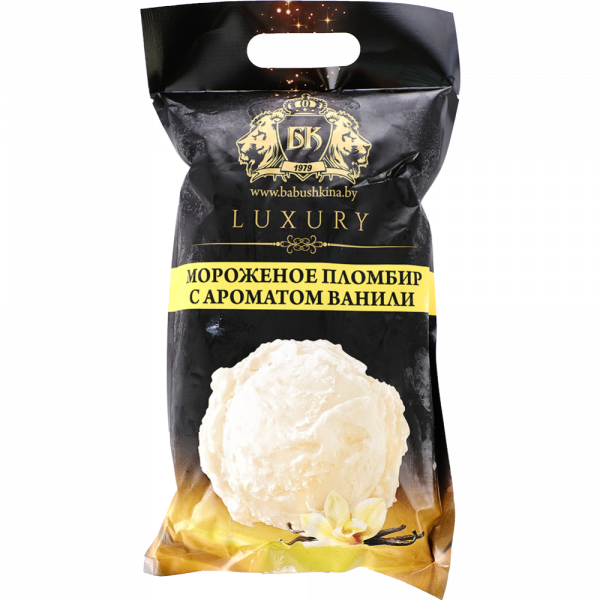 БК
1979
www.babushkina.by
LUXURY
МОРОЖЕНОЕ ПЛОМБИР
С АРОМАТОМ ВАНИЛИ